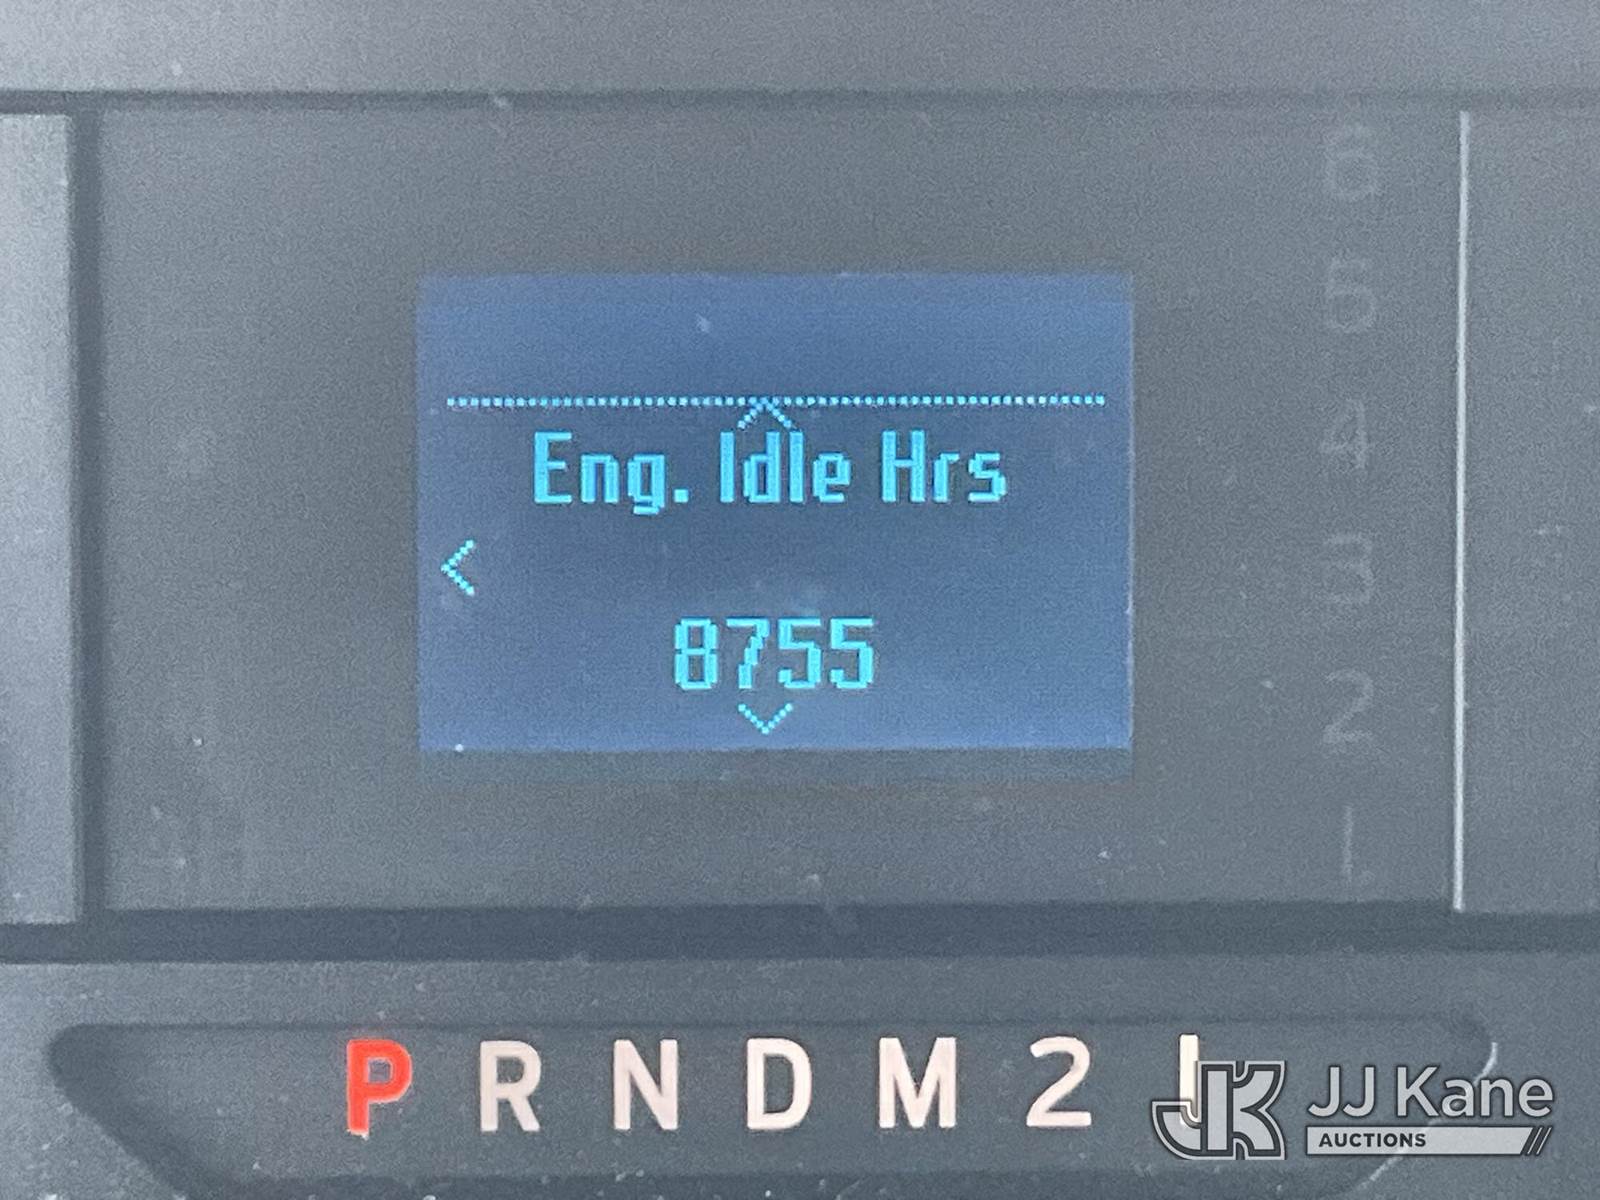 6
5
4
3
2
1
Eng. Idle Hrs
8755
P R N D M 2 1
JJ Kane
AUCTIONS